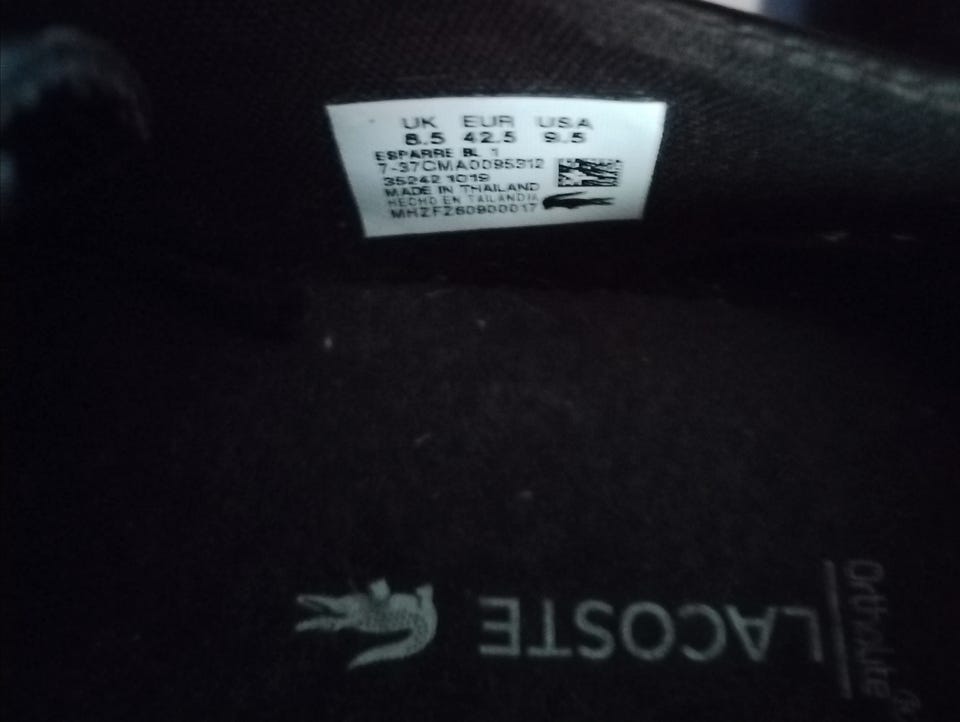 UK EUR USA
8.5 42.5 9.5
ESPARRE BL 1
7-37CMA0095312
35242 1019
MADE IN THAILAND
HECHO EN TAILANDIA
MHZFZ60900017
LACOSTE
Ortholite